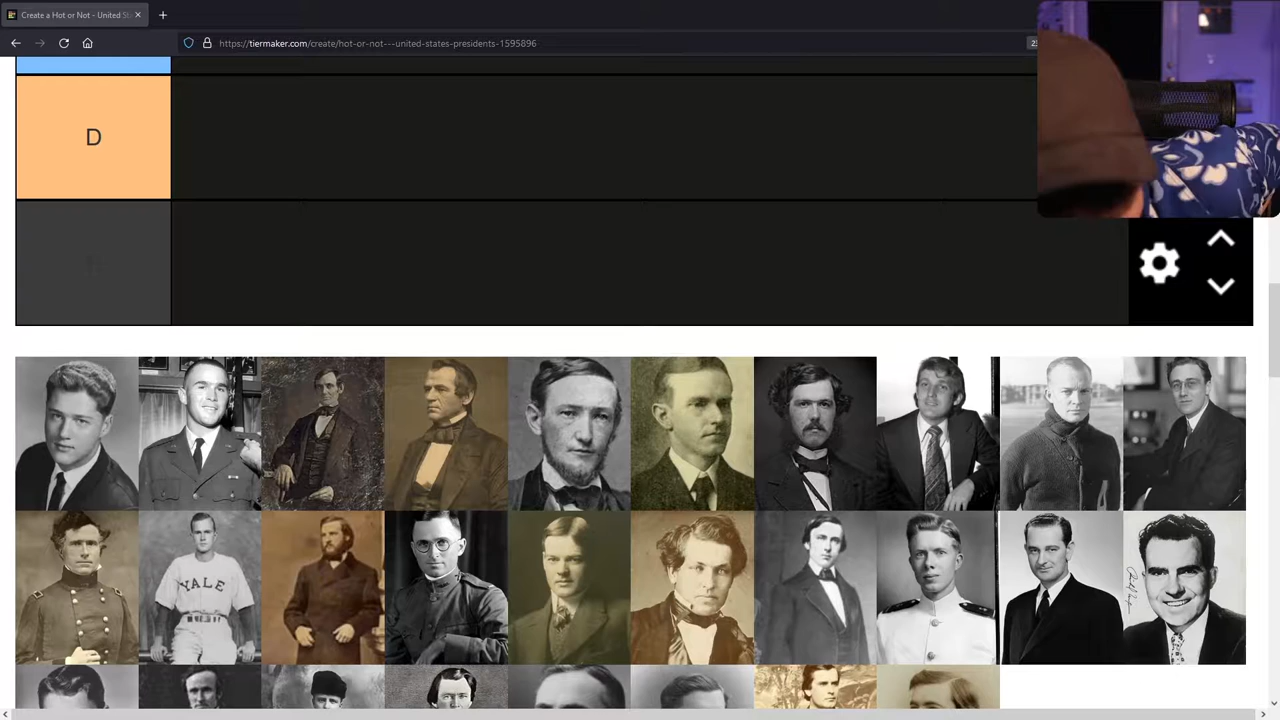 Create a Hot or Not - United St
https://tiermaker.com/create/hot-or-not---united-states-presidents-1595896
D
YALE